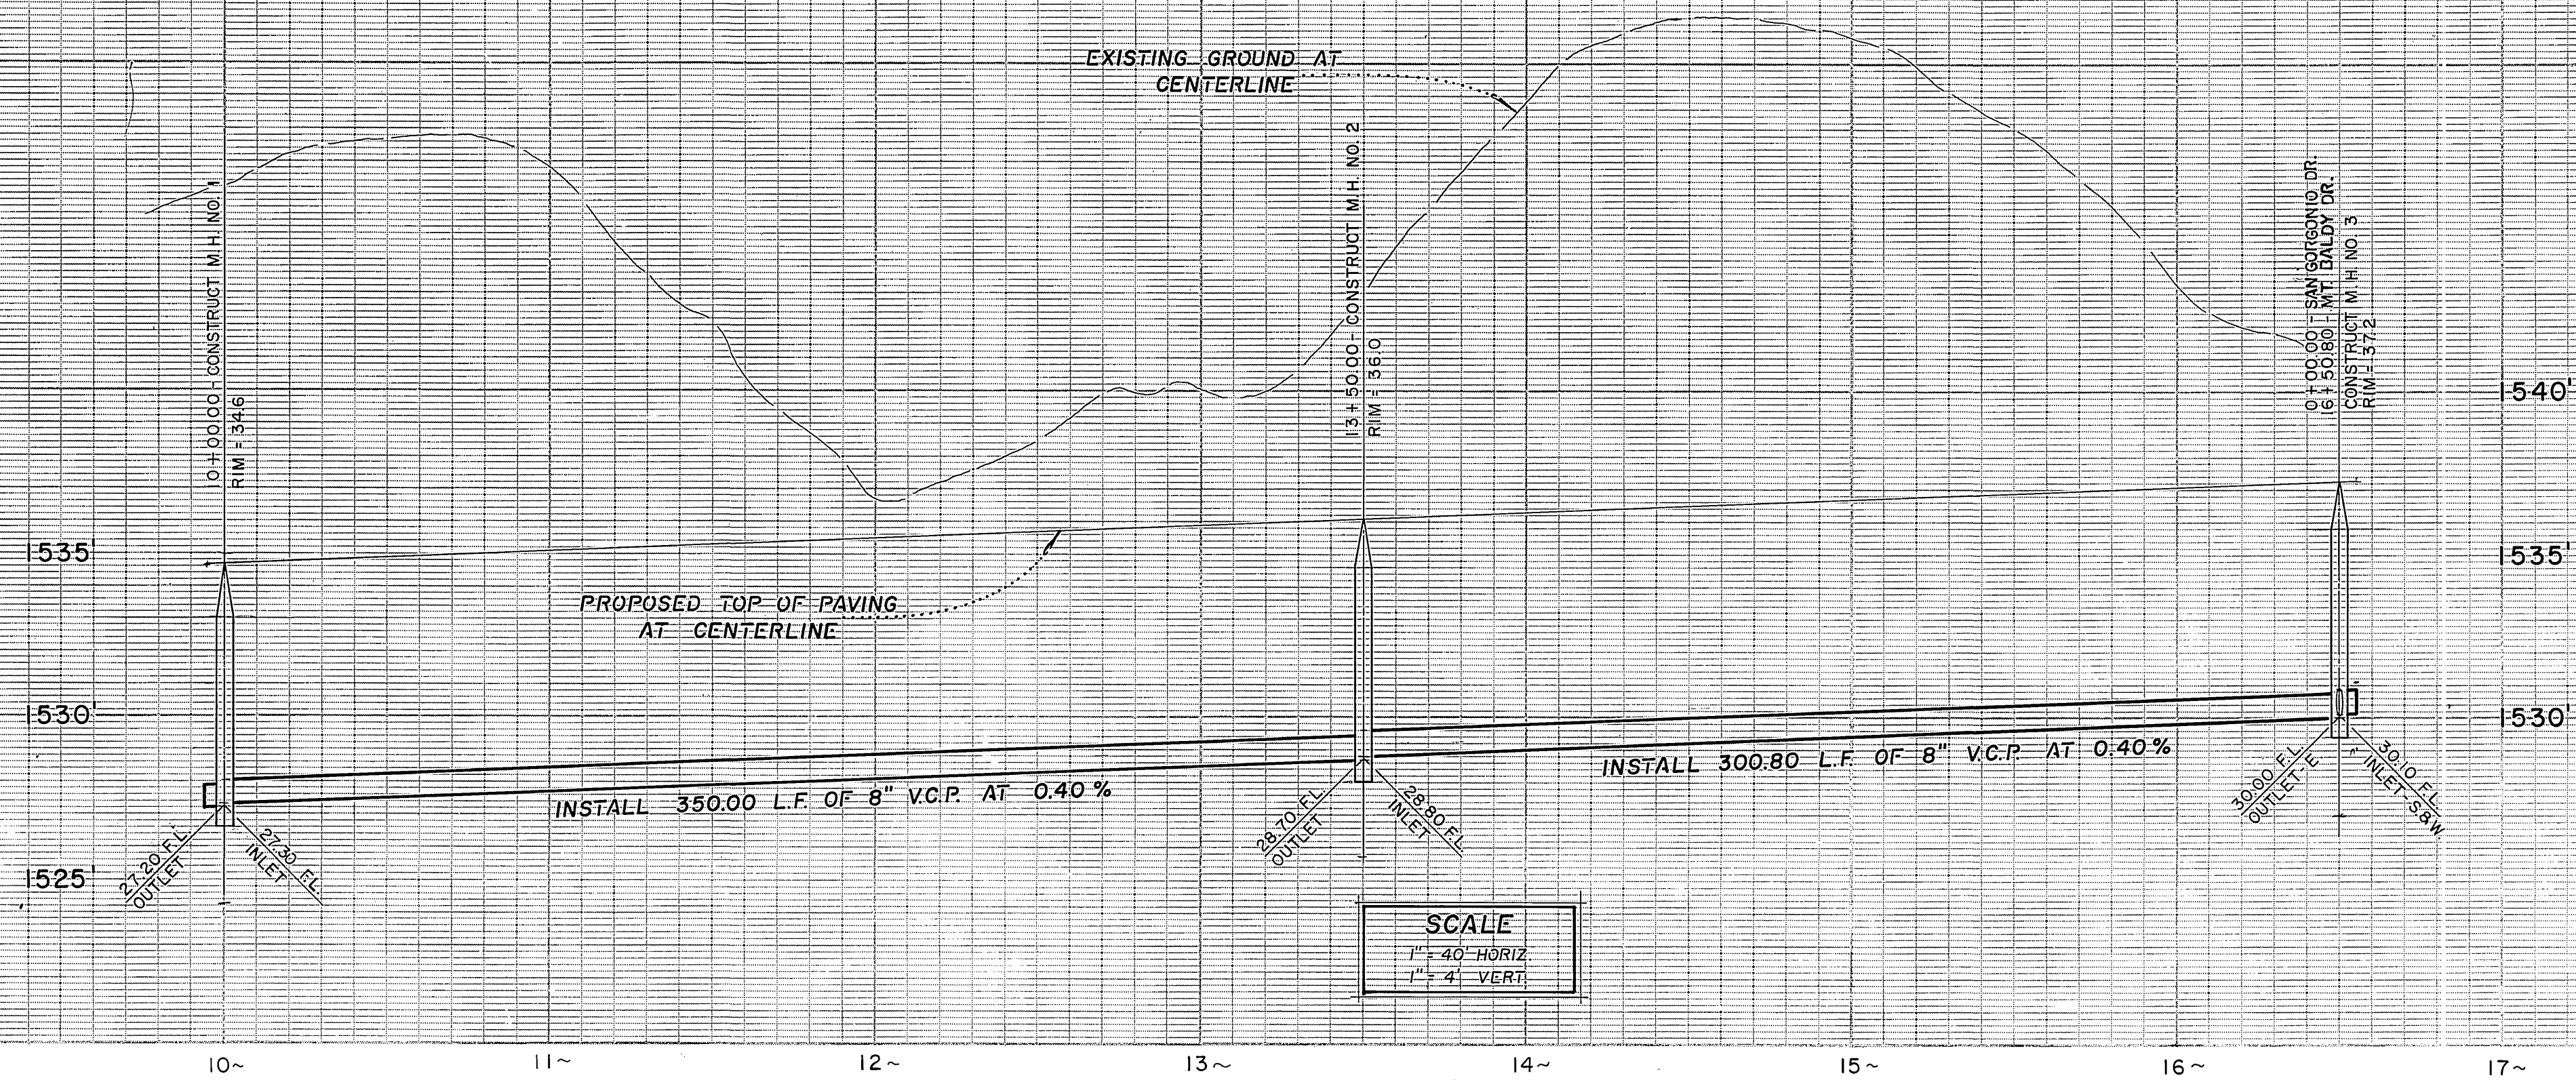 EXISTING GROUND AT
CENTERLINE
10+00.00 - CONSTRUCT M.H. NO. 1
RIM = 34.6
13+50.00 - CONSTRUCT M.H. NO. 2
RIM = 36.0
0+00.00 - SAN GORGONIO DR.
16+50.80 - MT. BALDY DR.
CONSTRUCT M.H. NO. 3
RIM = 37.2
1540'
1535'
1535'
PROPOSED TOP OF PAVING
AT CENTERLINE
1530'
1530'
INSTALL 350.00 L.F. OF 8" V.C.P. AT 0.40 %
INSTALL 300.80 L.F. OF 8" V.C.P. AT 0.40 %
27.20 F.L.
OUTLET
27.30 F.L.
INLET
28.70 F.L.
OUTLET
28.80 F.L.
INLET
30.00 F.L.
OUTLET-E
30.10 F.L.
INLET-S.&W.
1525'
SCALE
1" = 40' HORIZ.
1" = 4' VERT.
10~ 11~ 12~ 13~ 14~ 15~ 16~ 17~